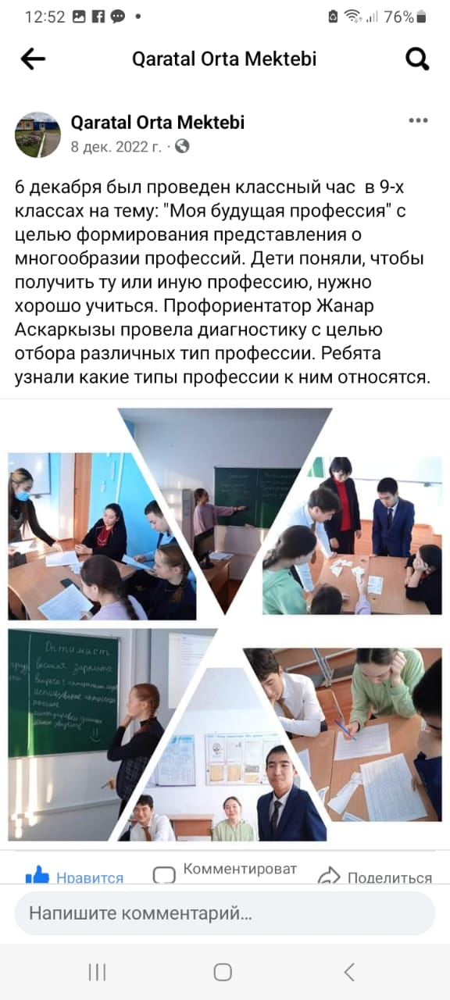 12:52
76%
Qaratal Orta Mektebi
Qaratal Orta Mektebi
8 дек. 2022 г. ·
6 декабря был проведен классный час в 9-х
классах на тему: "Моя будущая профессия" с
целью формирования представления о
многообразии профессий. Дети поняли, чтобы
получить ту или иную профессию, нужно
хорошо учиться. Профориентатор Жанар
Аскаркызы провела диагностику с целью
отбора различных тип профессии. Ребята
узнали какие типы профессии к ним относятся.
Оптимист
высокая зарплата
Нравится
Комментироват
Поделиться
Напишите комментарий...